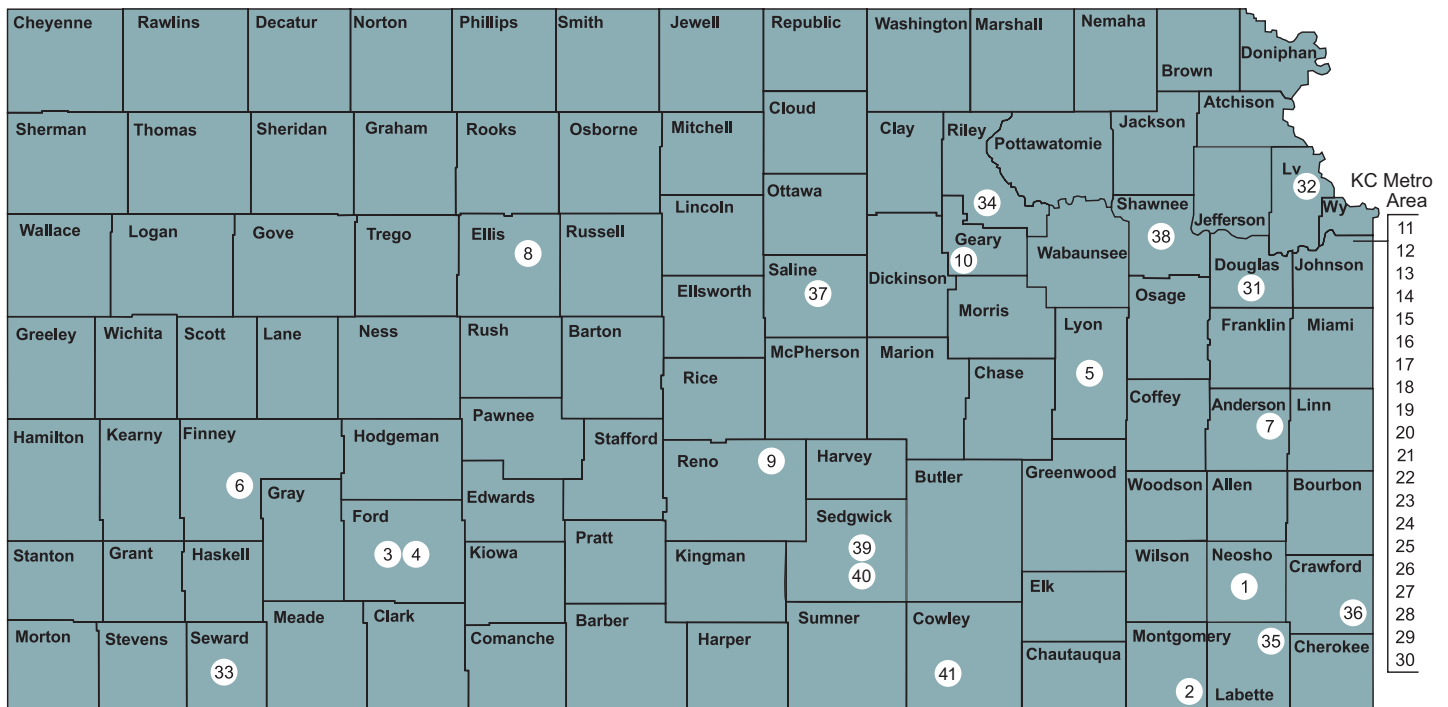 Cheyenne Rawlins Decatur Norton Phillips Smith Jewell Republic Washington Marshall Nemaha
Brown Doniphan
Sherman Thomas Sheridan Graham Rooks Osborne Mitchell Cloud Clay Riley Pottawatomie Jackson Atchison
Ottawa
Lincoln
34
Shawnee
38
Jefferson
Lv
32
Wy
KC Metro
Area
Wallace Logan Gove Trego Ellis Russell
8
Saline
37
Ellsworth
Dickinson
Geary
10
Wabaunsee
Douglas
31
Johnson
Osage
Morris
Greeley Wichita Scott Lane Ness Rush Barton
McPherson Marion
Rice
Chase
Lyon
5
Franklin Miami
Coffey
Anderson
7
Linn
Hamilton Kearny Finney
6
Hodgeman
Pawnee
Stafford
Reno
9
Harvey
Butler
Greenwood
Woodson Allen Bourbon
Gray
Ford
3 4
Edwards
Kiowa
Pratt
Kingman
Sedgwick
39
40
Stanton Grant Haskell
Wilson
Neosho
1
Crawford
36
Elk
Morton Stevens Seward
33
Meade Clark Comanche Barber Harper Sumner Cowley
41
Chautauqua
Montgomery
2
35
Labette
Cherokee
11
12
13
14
15
16
17
18
19
20
21
22
23
24
25
26
27
28
29
30